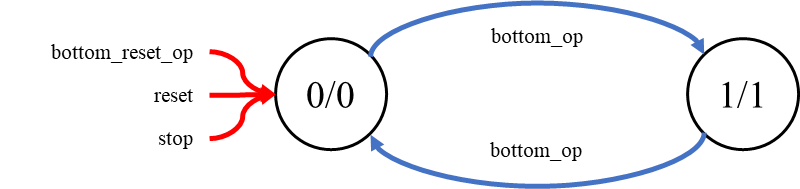 bottom_op
bottom_reset_op
reset
0/0
1/1
stop
bottom_op